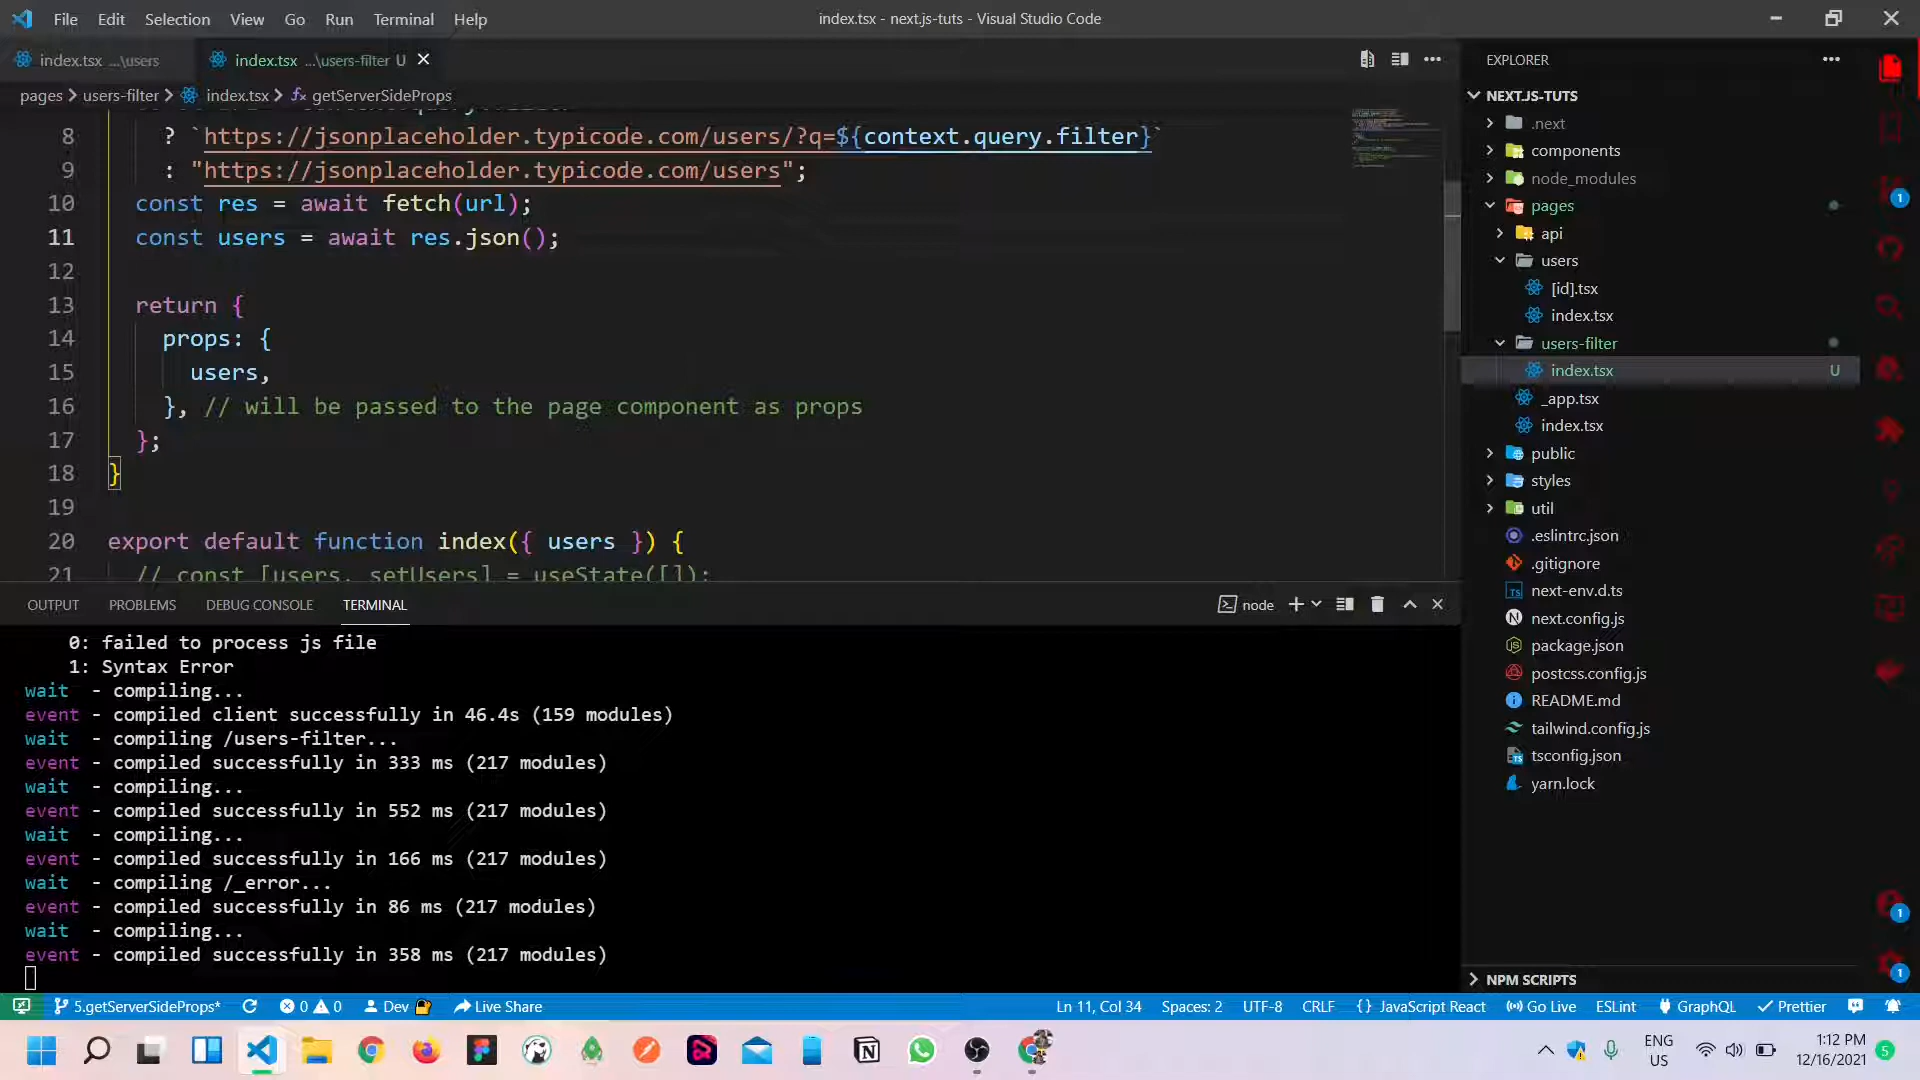 File Edit Selection View Go Run Terminal Help
index.tsx - next.js-tuts - Visual Studio Code
index.tsx ...\users
index.tsx ...\users-filter U
pages > users-filter > index.tsx > getServerSideProps
8 ? `https://jsonplaceholder.typicode.com/users/?q=${context.query.filter}`
9 : "https://jsonplaceholder.typicode.com/users";
10 const res = await fetch(url);
11 const users = await res.json();
12
13 return {
14 props: {
15 users,
16 }, // will be passed to the page component as props
17 };
18 }
19
20 export default function index({ users }) {
21 // const [users, setUsers] = useState([]);
OUTPUT PROBLEMS DEBUG CONSOLE TERMINAL
node
0: failed to process js file
1: Syntax Error
wait - compiling...
event - compiled client successfully in 46.4s (159 modules)
wait - compiling /users-filter...
event - compiled successfully in 333 ms (217 modules)
wait - compiling...
event - compiled successfully in 552 ms (217 modules)
wait - compiling...
event - compiled successfully in 166 ms (217 modules)
wait - compiling /_error...
event - compiled successfully in 86 ms (217 modules)
wait - compiling...
event - compiled successfully in 358 ms (217 modules)
EXPLORER
NEXT.JS-TUTS
.next
components
node_modules
pages
api
users
[id].tsx
index.tsx
users-filter
index.tsx U
_app.tsx
index.tsx
public
styles
util
.eslintrc.json
.gitignore
next-env.d.ts
next.config.js
package.json
postcss.config.js
README.md
tailwind.config.js
tsconfig.json
yarn.lock
NPM SCRIPTS
1
1
1
5.getServerSideProps* 0 0 Dev Live Share
Ln 11, Col 34 Spaces: 2 UTF-8 CRLF {} JavaScript React Go Live ESLint GraphQL Prettier
ENG
US
1:12 PM
12/16/2021
5